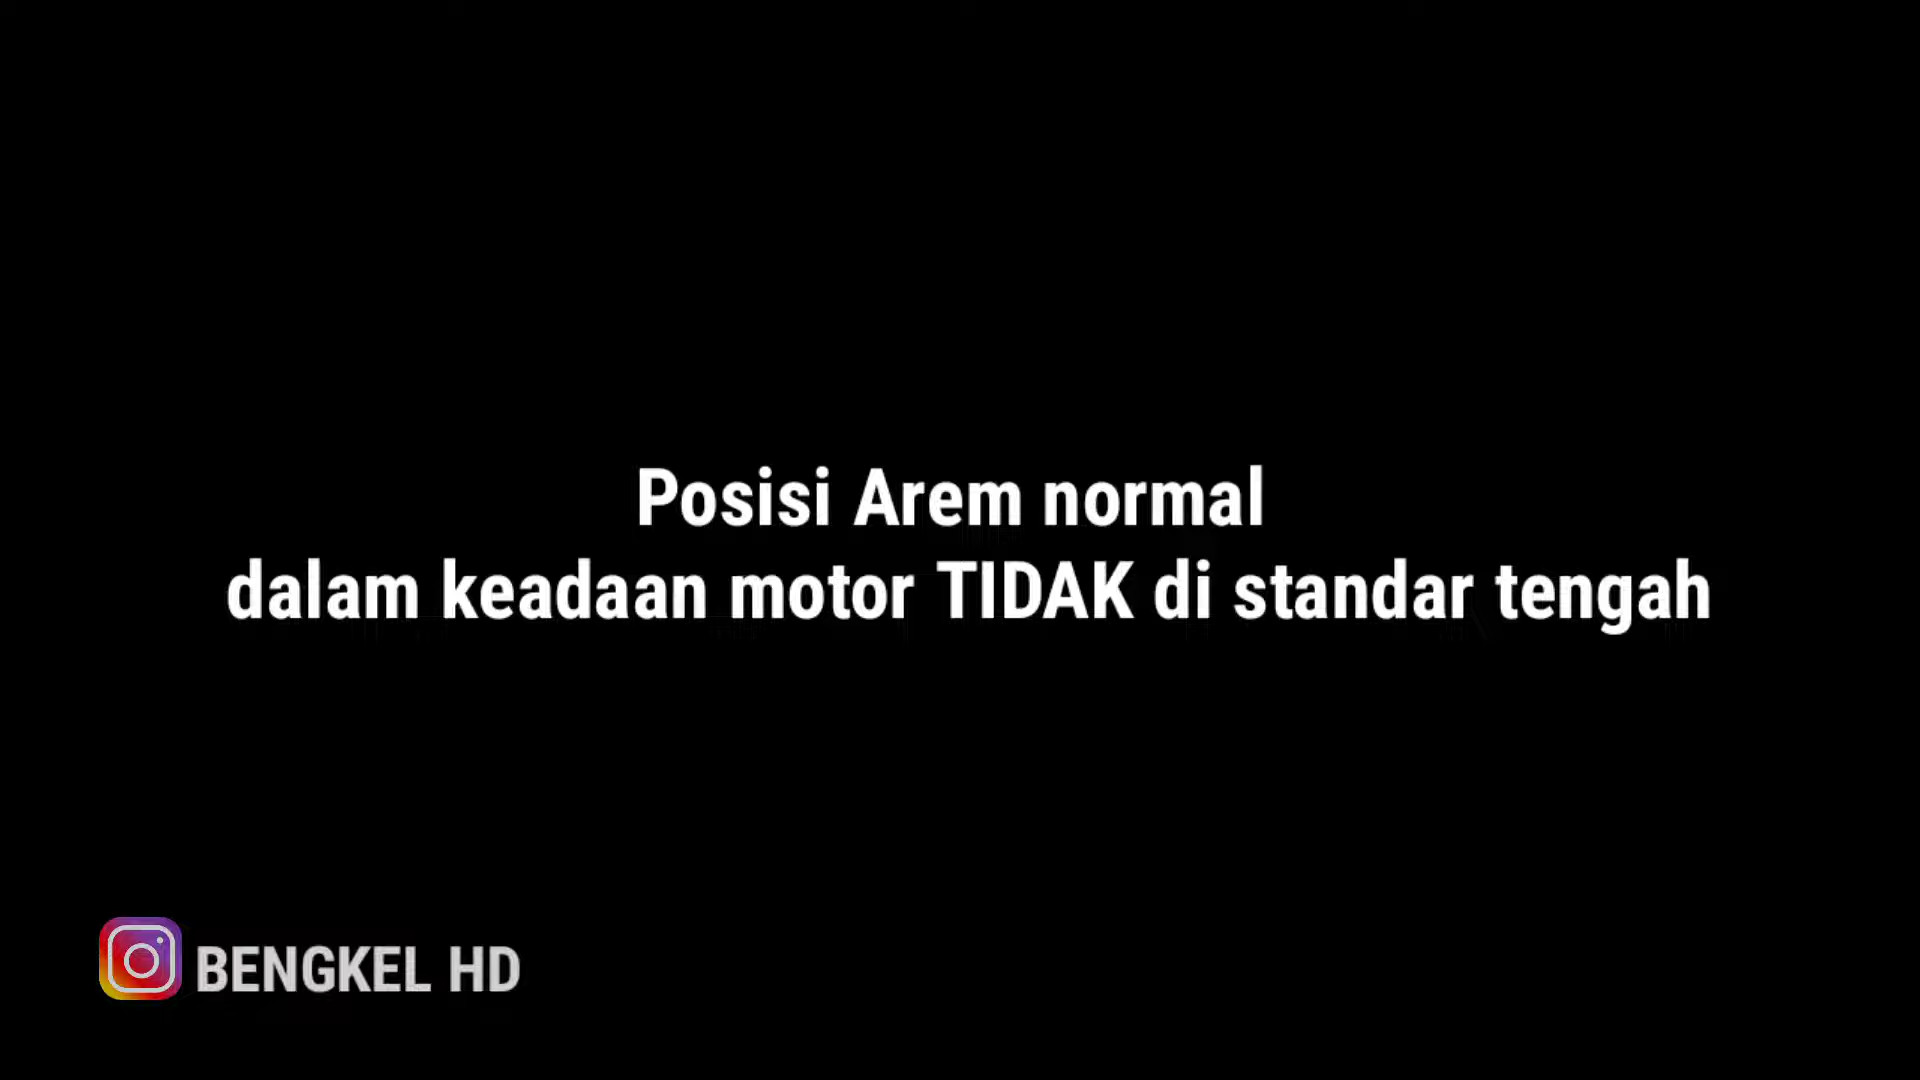 Posisi Arem normal
dalam keadaan motor TIDAK di standar tengah
BENGKEL HD